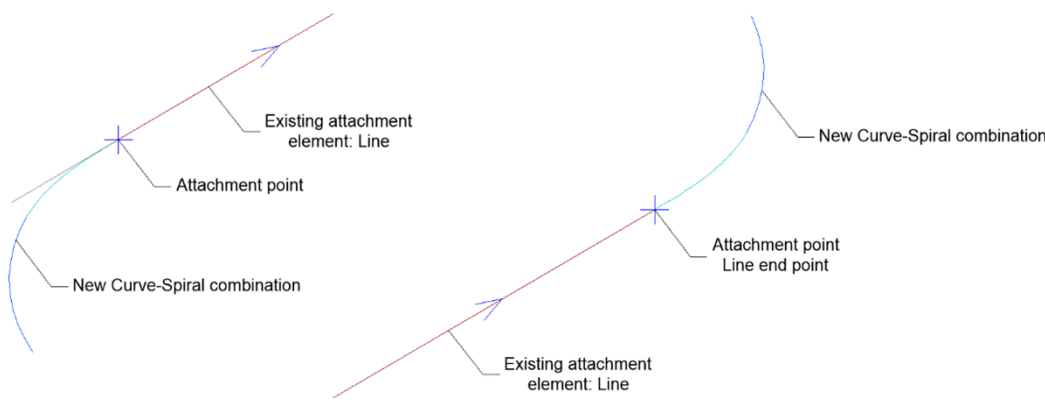 Existing attachment
element: Line
Attachment point
New Curve-Spiral combination
New Curve-Spiral combination
Attachment point
Line end point
Existing attachment
element: Line